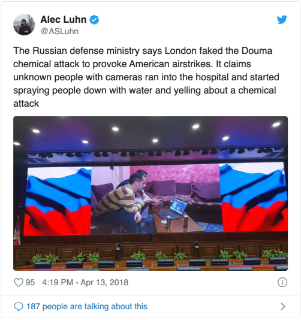 Alec Luhn
@ASLuhn
The Russian defense ministry says London faked the Douma
chemical attack to provoke American airstrikes. It claims
unknown people with cameras ran into the hospital and started
spraying people down with water and yelling about a chemical
attack
95 4:19 PM - Apr 13, 2018
187 people are talking about this